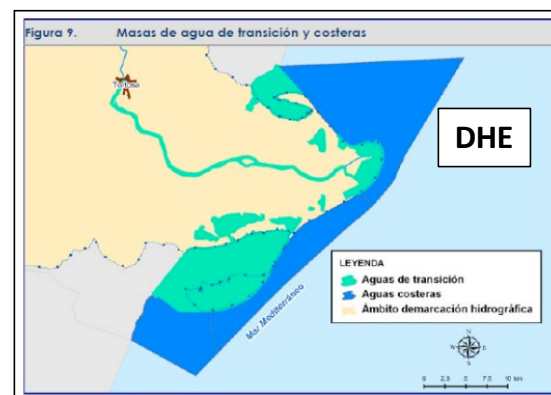 Figura 9. Masas de agua de transición y costeras
Tortosa
DHE
LEYENDA
Aguas de transición
Aguas costeras
Ámbito demarcación hidrográfica
Mar Mediterráneo
N
W E
S
0 2,5 5 7,5 10 km